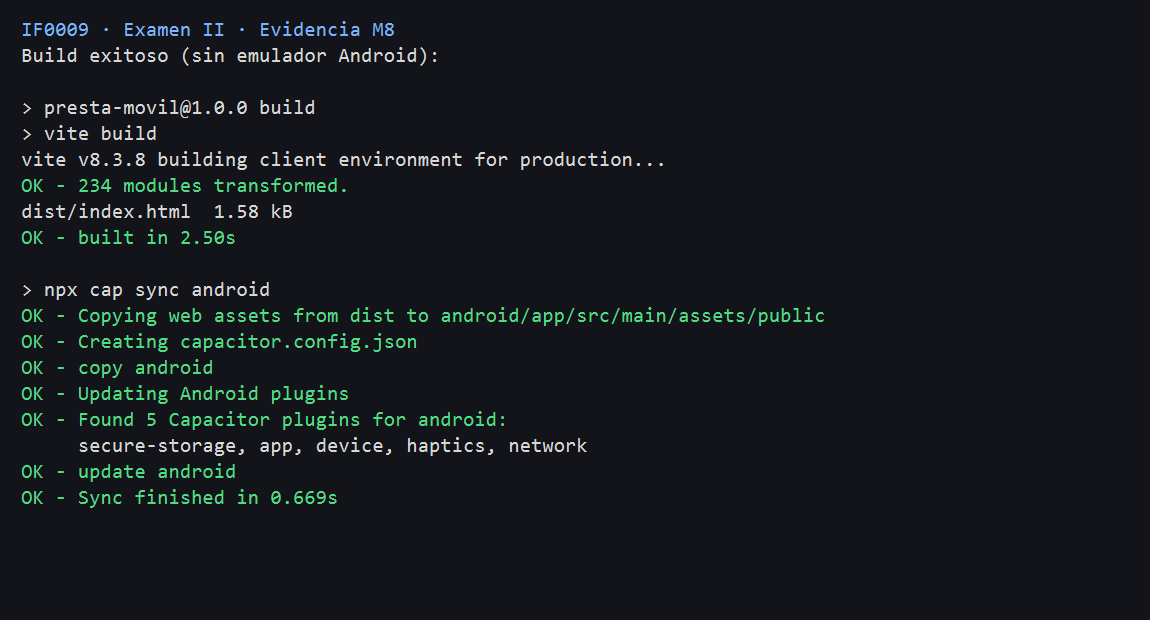 IF0009 · Examen II · Evidencia M8
Build exitoso (sin emulador Android):
> presta-movil@1.0.0 build
> vite build
vite v8.3.8 building client environment for production...
OK - 234 modules transformed.
dist/index.html  1.58 kB
OK - built in 2.50s
> npx cap sync android
OK - Copying web assets from dist to android/app/src/main/assets/public
OK - Creating capacitor.config.json
OK - copy android
OK - Updating Android plugins
OK - Found 5 Capacitor plugins for android:
secure-storage, app, device, haptics, network
OK - update android
OK - Sync finished in 0.669s